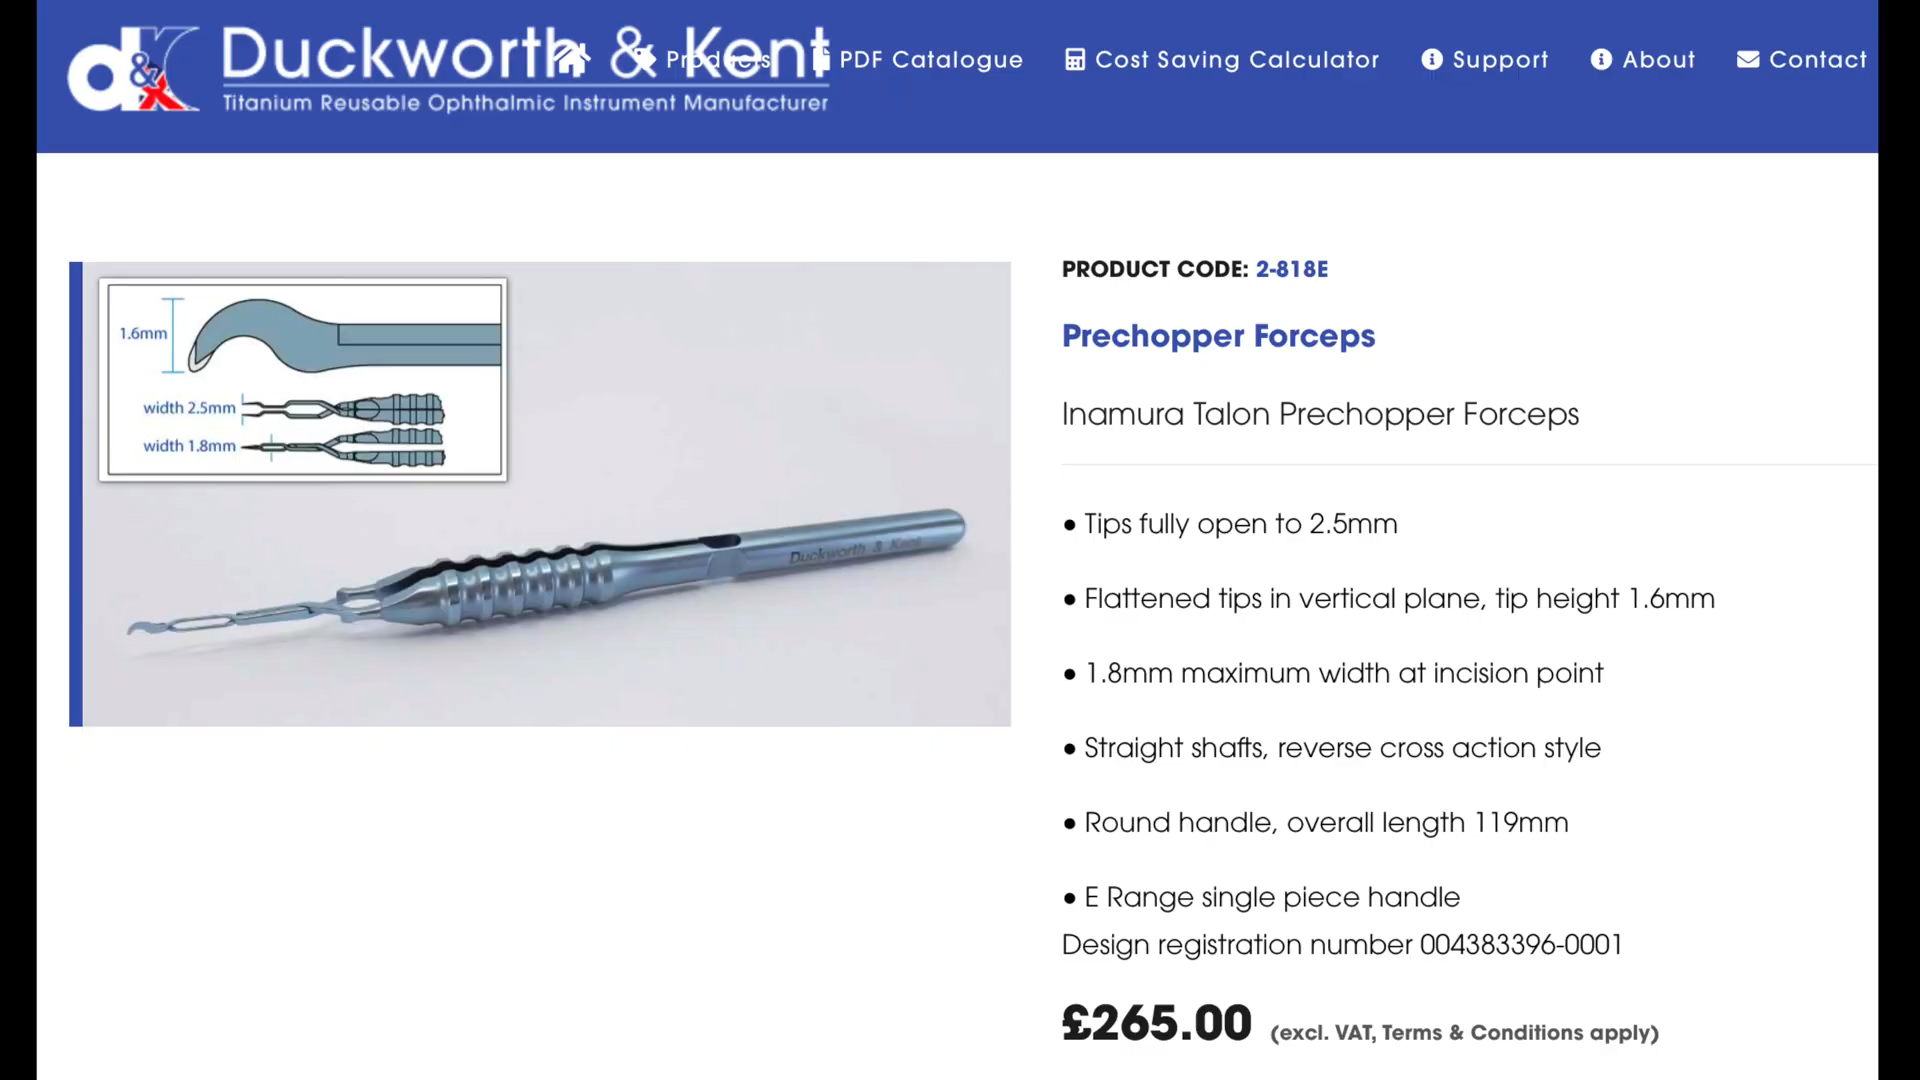 d&k
Duckworth & Kent
Titanium Reusable Ophthalmic Instrument Manufacturer
Products
PDF Catalogue
Cost Saving Calculator
Support
About
Contact
1.6mm
width 2.5mm
width 1.8mm
Duckworth & Kent
PRODUCT CODE: 2-818E
Prechopper Forceps
Inamura Talon Prechopper Forceps
• Tips fully open to 2.5mm
• Flattened tips in vertical plane, tip height 1.6mm
• 1.8mm maximum width at incision point
• Straight shafts, reverse cross action style
• Round handle, overall length 119mm
• E Range single piece handle
Design registration number 004383396-0001
£265.00 (excl. VAT, Terms & Conditions apply)